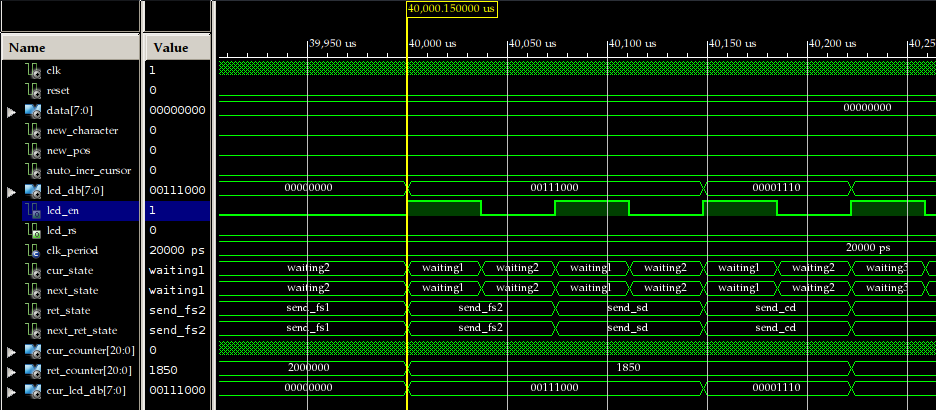 40,000.150000 us
Name Value
39,950 us 40,000 us 40,050 us 40,100 us 40,150 us 40,200 us 40,25
clk 1
reset 0
data[7:0] 00000000 00000000
new_character 0
new_pos 0
auto_incr_cursor 0
lcd_db[7:0] 00111000 00000000 00111000 00001110
lcd_en 1
lcd_rs 0
clk_period 20000 ps 20000 ps
cur_state waiting1 waiting2 waiting1 waiting2 waiting1 waiting2 waiting1 waiting2 waiting3
next_state waiting1 waiting2 waiting1 waiting2 waiting1 waiting2 waiting1 waiting2 waiting3
ret_state send_fs2 send_fs1 send_fs2 send_sd send_cd
next_ret_state send_fs2 send_fs1 send_fs2 send_sd send_cd
cur_counter[20:0] 0
ret_counter[20:0] 1850 2000000 1850
cur_lcd_db[7:0] 00111000 00000000 00111000 00001110